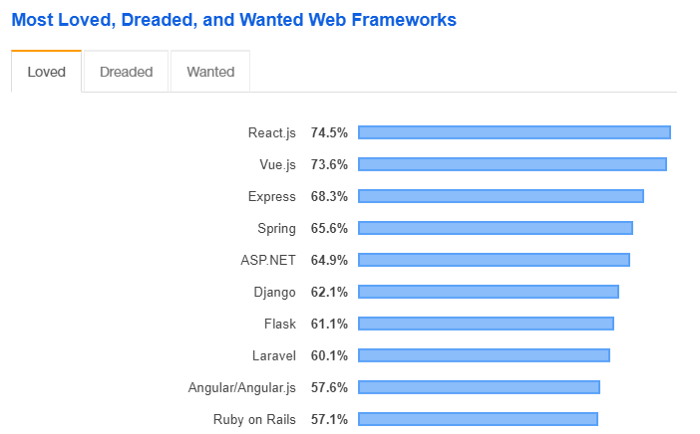 Most Loved, Dreaded, and Wanted Web Frameworks
Loved Dreaded Wanted
React.js 74.5%
Vue.js 73.6%
Express 68.3%
Spring 65.6%
ASP.NET 64.9%
Django 62.1%
Flask 61.1%
Laravel 60.1%
Angular/Angular.js 57.6%
Ruby on Rails 57.1%